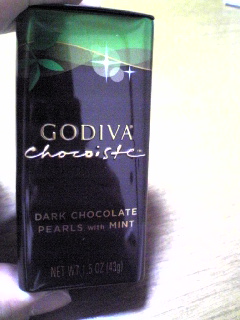 GODIVA
chocoiste
DARK CHOCOLATE
PEARLS WITH MINT
NET WT 1.5 OZ (43g)